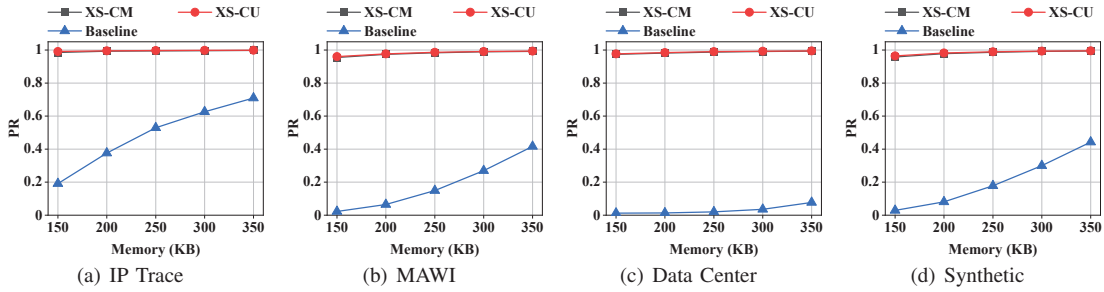 XS-CM XS-CU
Baseline
1
0.8
0.6
0.4
0.2
0
PR
150 200 250 300 350
Memory (KB)
(a) IP Trace
XS-CM XS-CU
Baseline
1
0.8
0.6
0.4
0.2
0
PR
150 200 250 300 350
Memory (KB)
(b) MAWI
XS-CM XS-CU
Baseline
1
0.8
0.6
0.4
0.2
0
PR
150 200 250 300 350
Memory (KB)
(c) Data Center
XS-CM XS-CU
Baseline
1
0.8
0.6
0.4
0.2
0
PR
150 200 250 300 350
Memory (KB)
(d) Synthetic